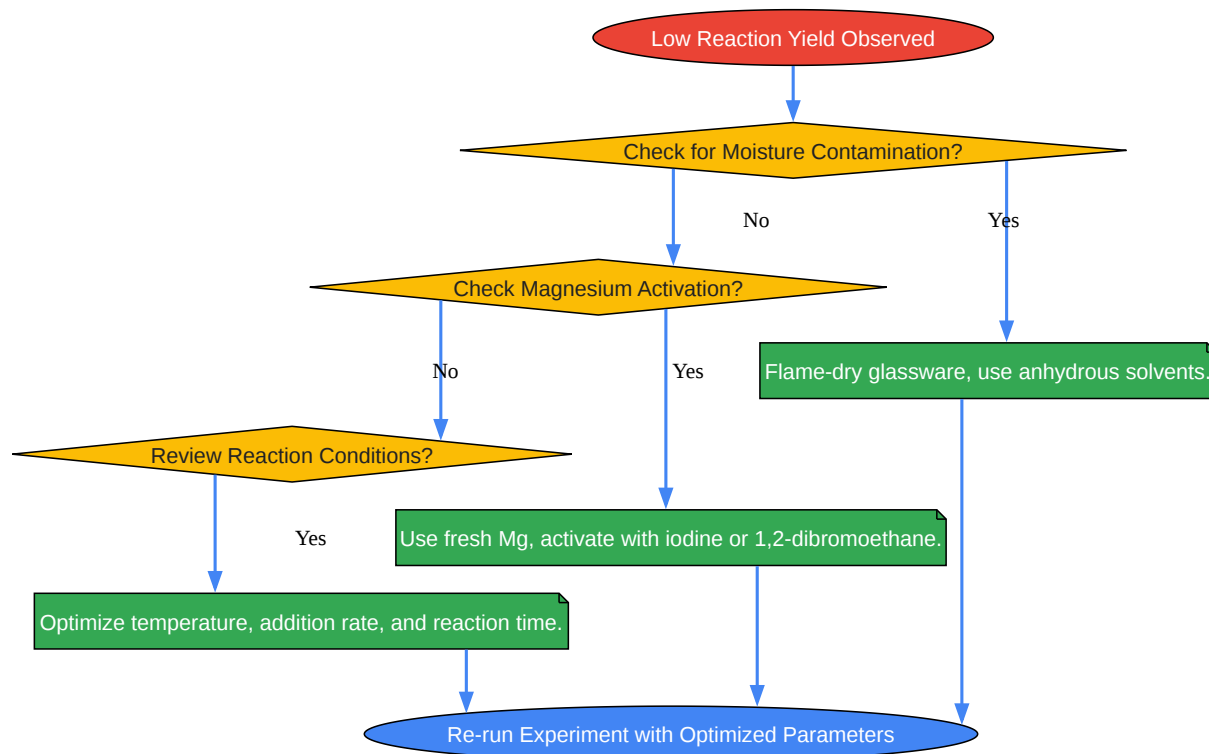 Low Reaction Yield Observed
Check for Moisture Contamination?
No
Yes
Check Magnesium Activation?
No
Yes
Flame-dry glassware, use anhydrous solvents.
Review Reaction Conditions?
Yes
Use fresh Mg, activate with iodine or 1,2-dibromoethane.
Optimize temperature, addition rate, and reaction time.
Re-run Experiment with Optimized Parameters